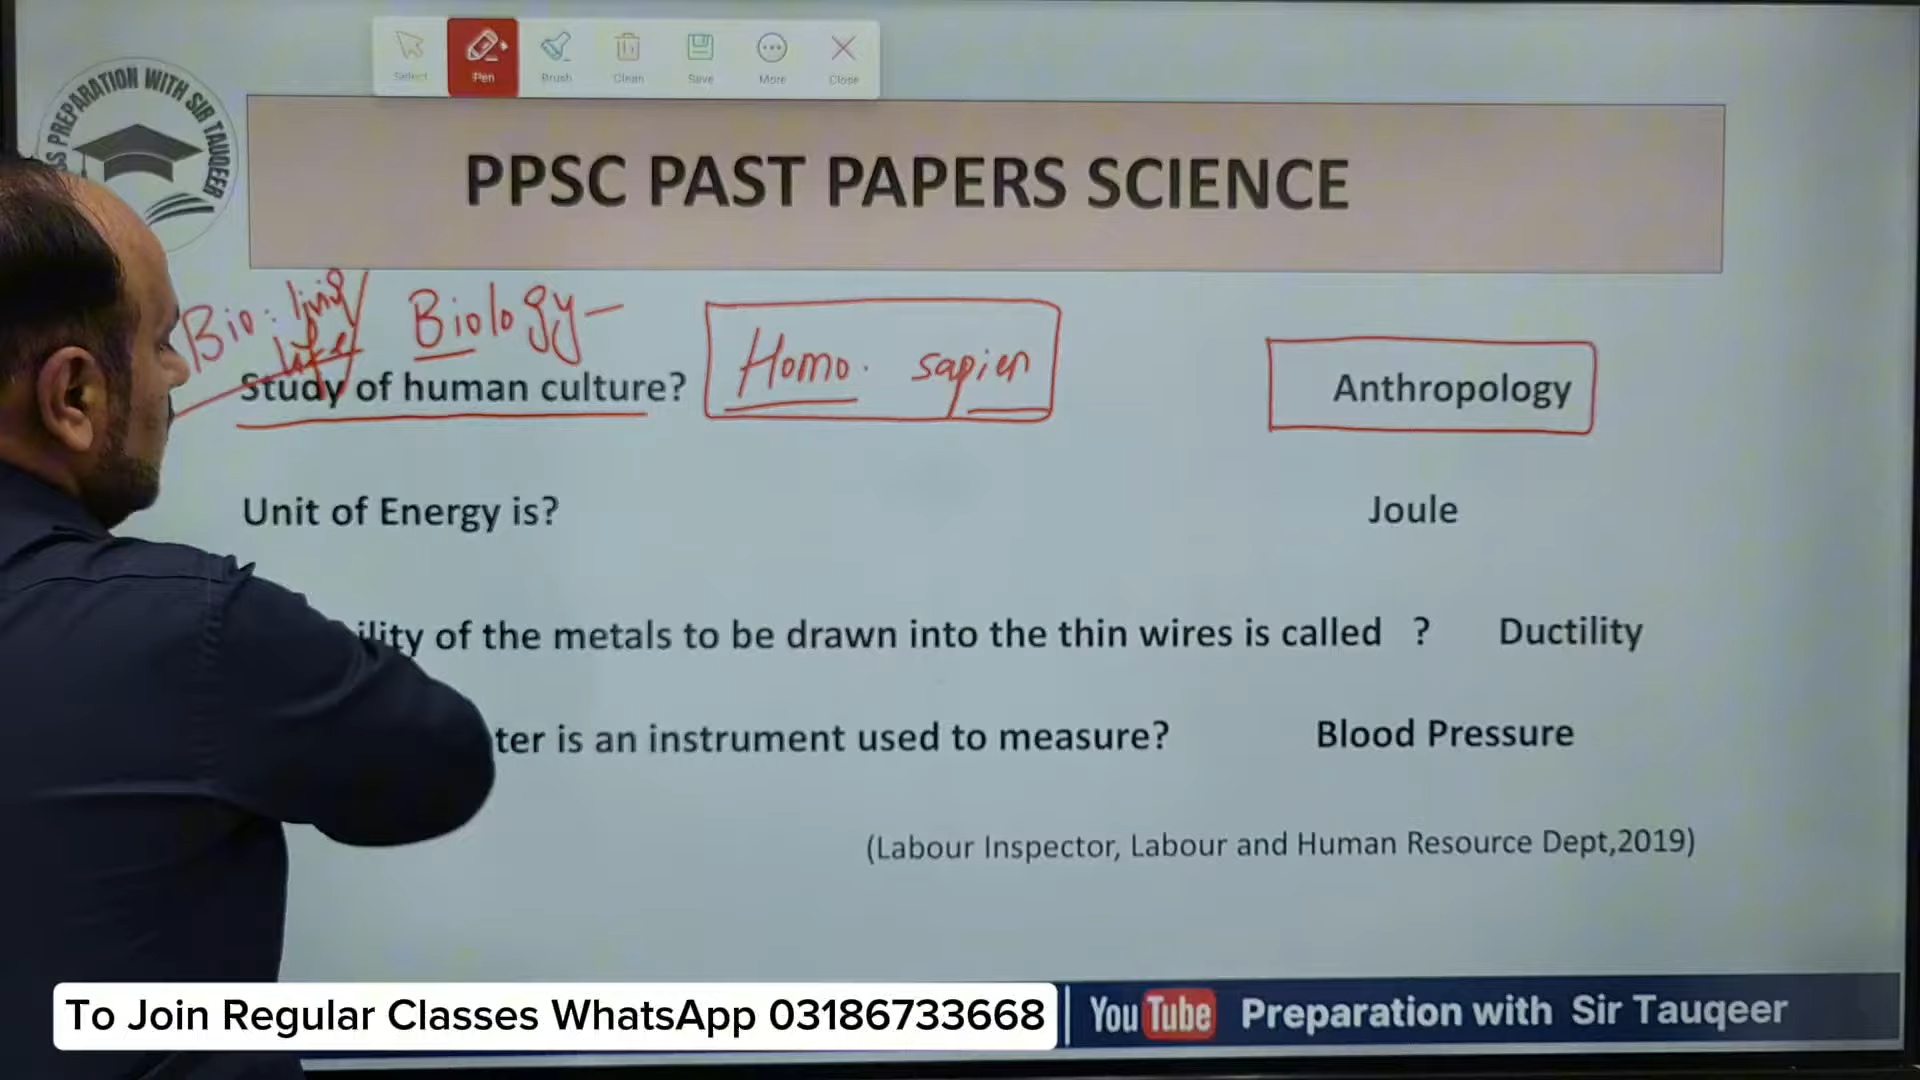 Select Pen Brush Clean Save More Close
PREPARATION WITH SIR TAUQEER
PPSC PAST PAPERS SCIENCE
Bio: living life Biology-
Study of human culture? Homo. sapien Anthropology
Unit of Energy is? Joule
ility of the metals to be drawn into the thin wires is called ? Ductility
ter is an instrument used to measure? Blood Pressure
(Labour Inspector, Labour and Human Resource Dept,2019)
To Join Regular Classes WhatsApp 03186733668 YouTube Preparation with Sir Tauqeer